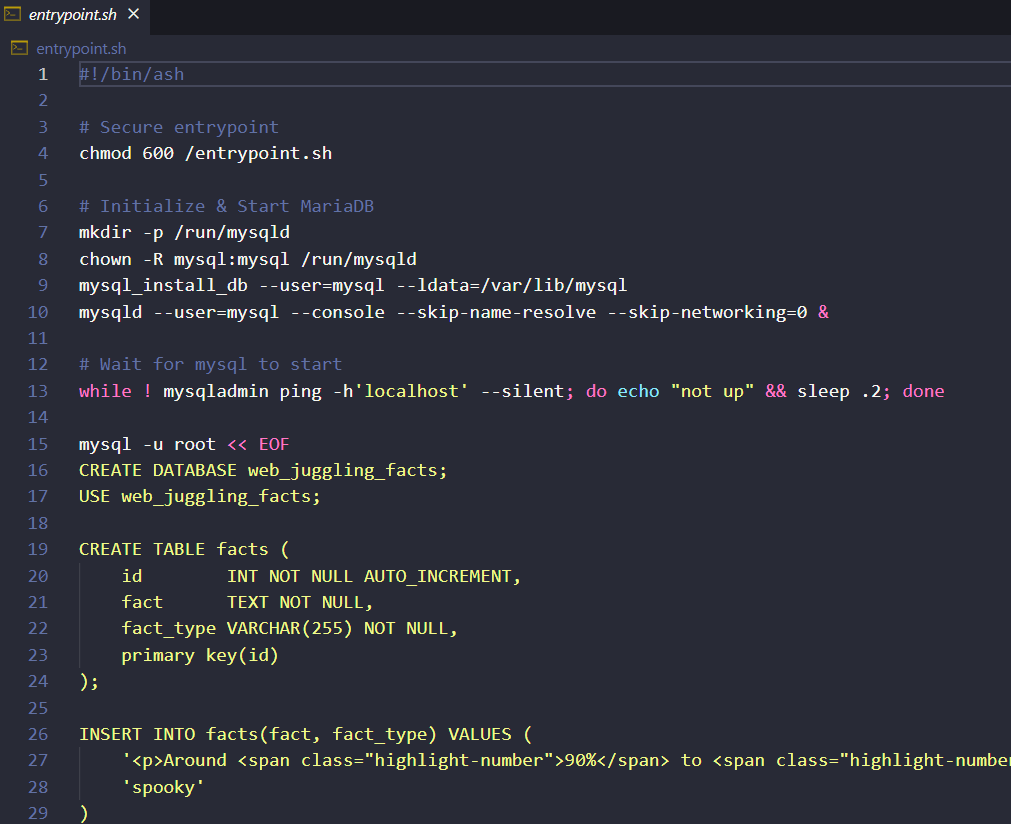 entrypoint.sh ×
entrypoint.sh
1 #!/bin/ash
2
3 # Secure entrypoint
4 chmod 600 /entrypoint.sh
5
6 # Initialize & Start MariaDB
7 mkdir -p /run/mysqld
8 chown -R mysql:mysql /run/mysqld
9 mysql_install_db --user=mysql --ldata=/var/lib/mysql
10 mysqld --user=mysql --console --skip-name-resolve --skip-networking=0 &
11
12 # Wait for mysql to start
13 while ! mysqladmin ping -h'localhost' --silent; do echo "not up" && sleep .2; done
14
15 mysql -u root << EOF
16 CREATE DATABASE web_juggling_facts;
17 USE web_juggling_facts;
18
19 CREATE TABLE facts (
20     id        INT NOT NULL AUTO_INCREMENT,
21     fact      TEXT NOT NULL,
22     fact_type VARCHAR(255) NOT NULL,
23     primary key(id)
24 );
25
26 INSERT INTO facts(fact, fact_type) VALUES (
27     '<p>Around <span class="highlight-number">90%</span> to <span class="highlight-number
28     'spooky'
29 )